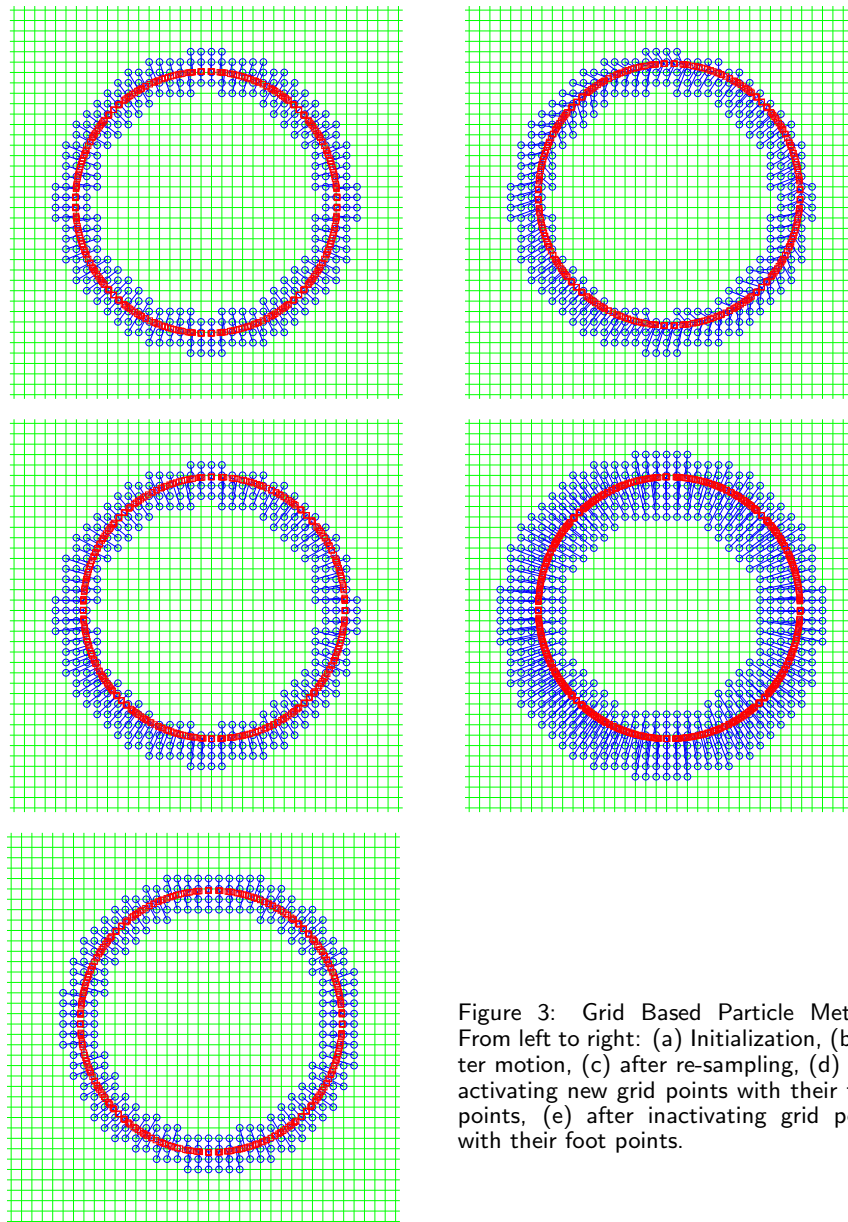 Figure 3: Grid Based Particle
From left to right: (a) Initialization,
ter motion, (c) after re-sampling, (d)
activating new grid points with their
points, (e) after inactivating grid
with their foot points.